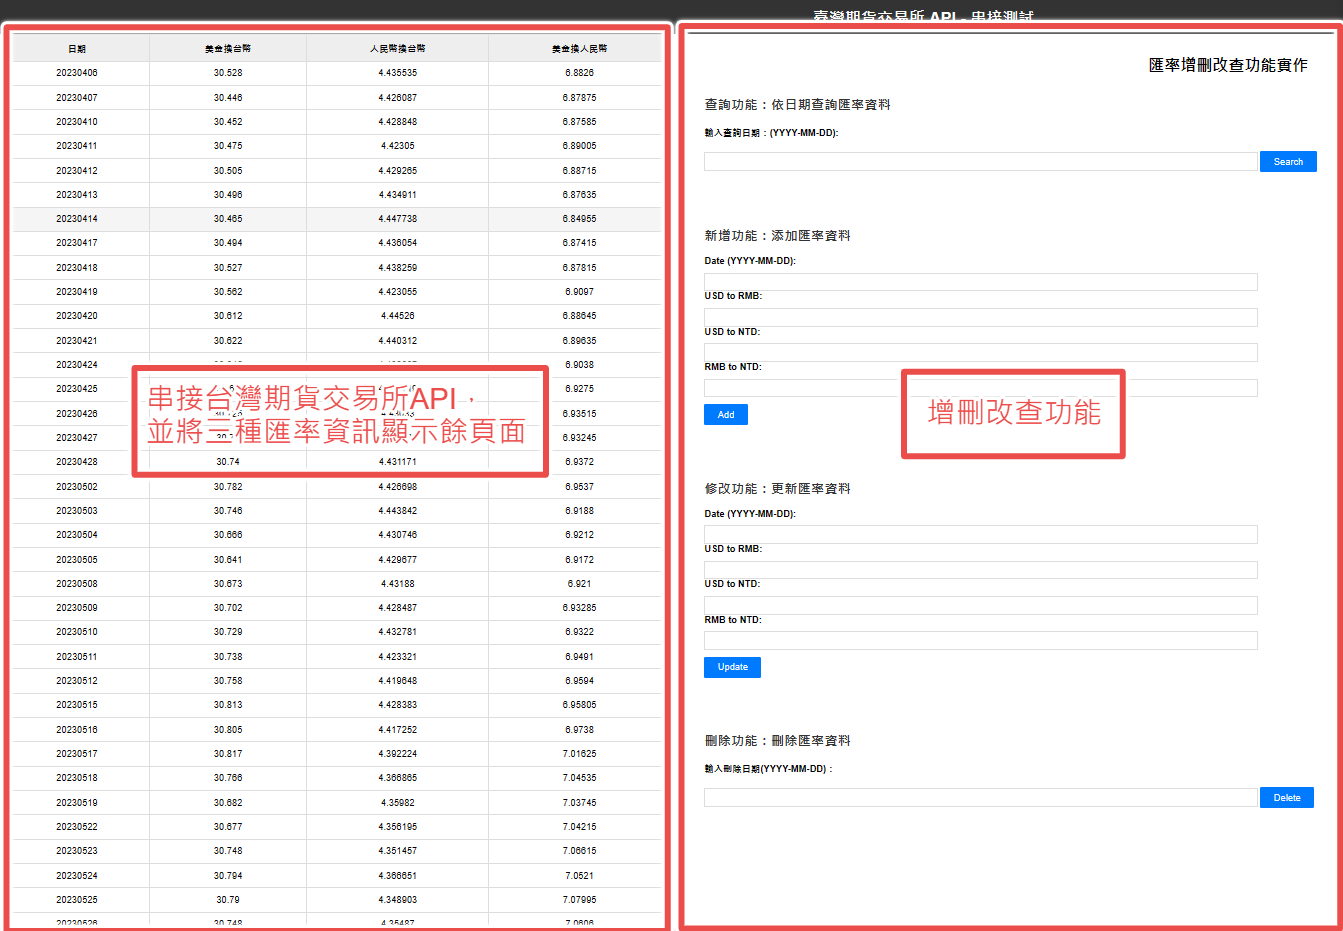 臺灣期貨交易所 API - 串接測試
日期 美金換台幣 人民幣換台幣 美金換人民幣
20230406 30.528 4.435535 6.8826
20230407 30.446 4.426087 6.87875
20230410 30.452 4.428848 6.87585
20230411 30.475 4.42305 6.89005
20230412 30.505 4.429265 6.88715
20230413 30.496 4.434911 6.87635
20230414 30.465 4.447738 6.84955
20230417 30.494 4.436054 6.87415
20230418 30.527 4.438259 6.87815
20230419 30.562 4.423055 6.9097
20230420 30.612 4.44526 6.88645
20230421 30.622 4.440312 6.89635
20230424 6.9038
20230425 6.9275
20230426 6.93515
20230427 6.93245
20230428 30.74 4.431171 6.9372
20230502 30.782 4.426698 6.9537
20230503 30.746 4.443842 6.9188
20230504 30.666 4.430746 6.9212
20230505 30.641 4.429677 6.9172
20230508 30.673 4.43188 6.921
20230509 30.702 4.428487 6.93285
20230510 30.729 4.432781 6.9322
20230511 30.738 4.423321 6.9491
20230512 30.758 4.419648 6.9594
20230515 30.813 4.428383 6.95805
20230516 30.805 4.417252 6.9738
20230517 30.817 4.392224 7.01625
20230518 30.766 4.366865 7.04535
20230519 30.682 4.35982 7.03745
20230522 30.677 4.356195 7.04215
20230523 30.748 4.351457 7.06615
20230524 30.794 4.366651 7.0521
20230525 30.79 4.348903 7.07995
20230526 30.748 4.35487 7.0606
串接台灣期貨交易所API，
並將三種匯率資訊顯示餘頁面
匯率增刪改查功能實作
查詢功能：依日期查詢匯率資料
輸入查詢日期：(YYYY-MM-DD):
Search
新增功能：添加匯率資料
Date (YYYY-MM-DD):
USD to RMB:
USD to NTD:
RMB to NTD:
Add
增刪改查功能
修改功能：更新匯率資料
Date (YYYY-MM-DD):
USD to RMB:
USD to NTD:
RMB to NTD:
Update
刪除功能：刪除匯率資料
輸入刪除日期(YYYY-MM-DD)：
Delete